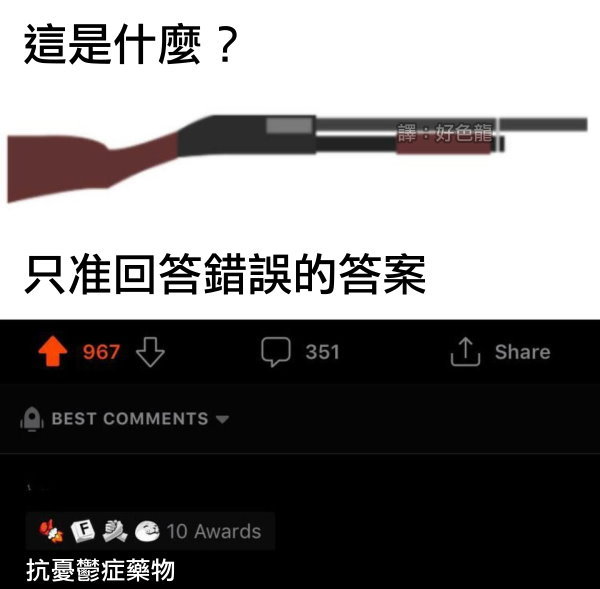 這是什麼？
譯：好色龍
只准回答錯誤的答案
967
351
Share
BEST COMMENTS
F
10 Awards
抗憂鬱症藥物